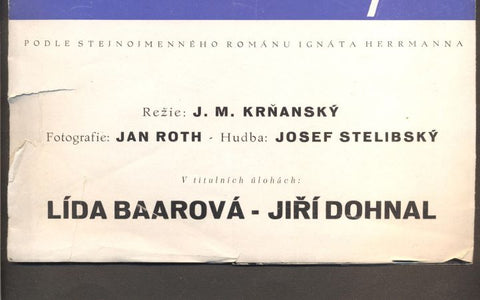 PODLE STEJNOJMENNÉHO ROMÁNU IGNÁTA HERRMANNA
Režie: J. M. KRŇANSKÝ
Fotografie: JAN ROTH - Hudba: JOSEF STELIBSKÝ
V titulních úlohách:
LÍDA BAAROVÁ - JIŘÍ DOHNAL